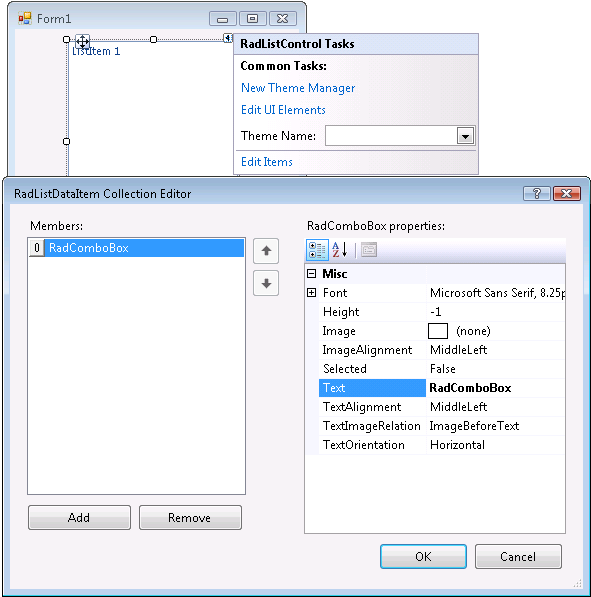 Form1
ListItem 1
RadListControl Tasks
Common Tasks:
New Theme Manager
Edit UI Elements
Theme Name:
Edit Items
RadListDataItem Collection Editor
?
Members:
0 RadComboBox
Add
Remove
RadComboBox properties:
A
Z
Misc
Font Microsoft Sans Serif, 8.25p
Height -1
Image (none)
ImageAlignment MiddleLeft
Selected False
Text RadComboBox
TextAlignment MiddleLeft
TextImageRelation ImageBeforeText
TextOrientation Horizontal
OK
Cancel